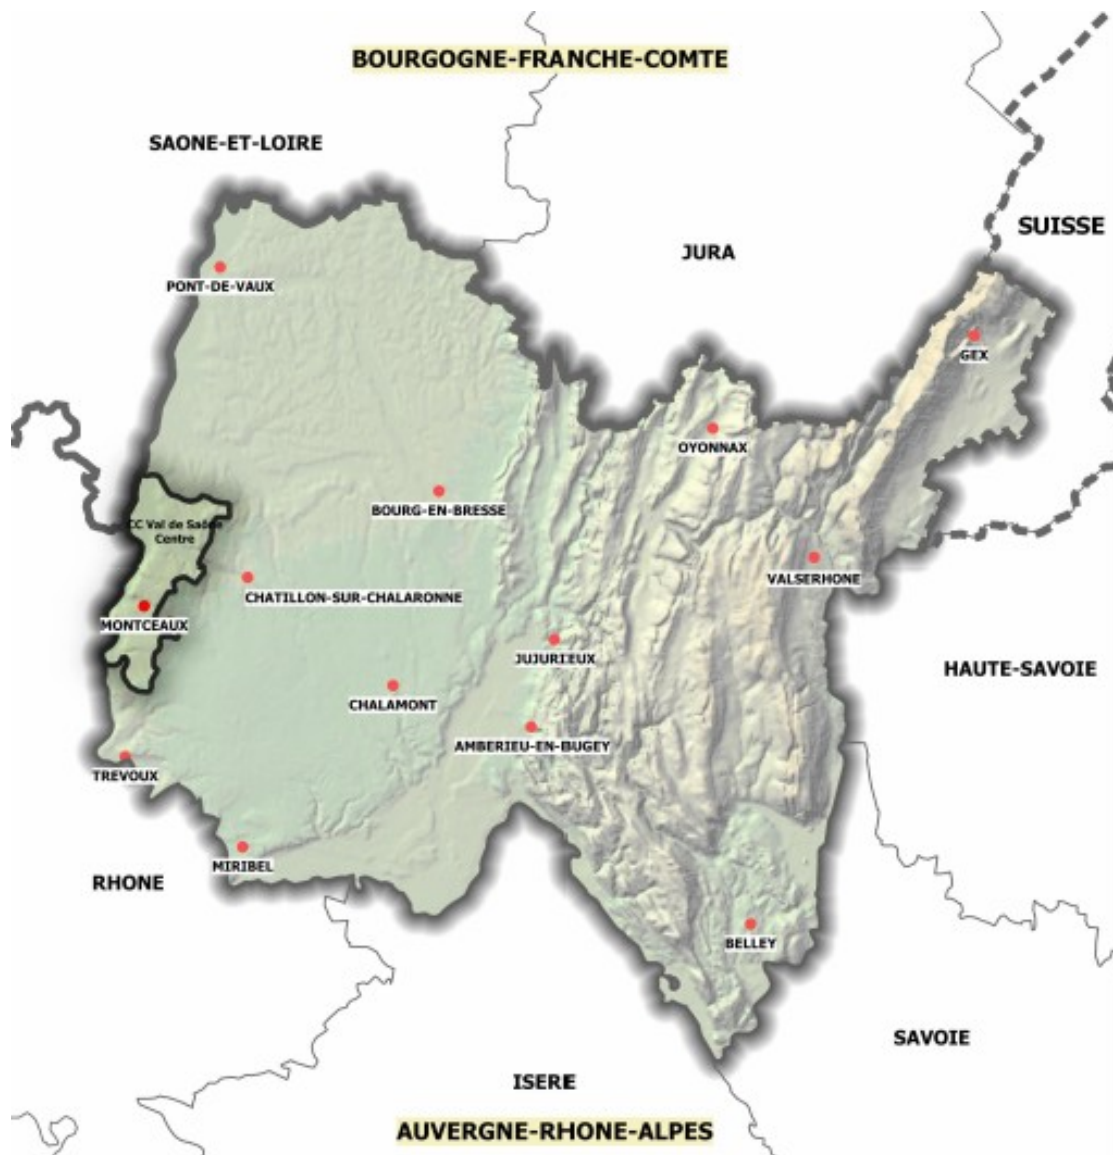 BOURGOGNE-FRANCHE-COMTE
SAONE-ET-LOIRE
SUISSE
JURA
PONT-DE-VAUX
GEX
OYONNAX
BOURG-EN-BRESSE
CC Val de Saône
Centre
VALSERHONE
CHATILLON-SUR-CHALARONNE
MONTCEAUX
JUJURIEUX
HAUTE-SAVOIE
CHALAMONT
AMBERIEU-EN-BUGEY
TREVOUX
MIRIBEL
RHONE
BELLEY
SAVOIE
ISERE
AUVERGNE-RHONE-ALPES